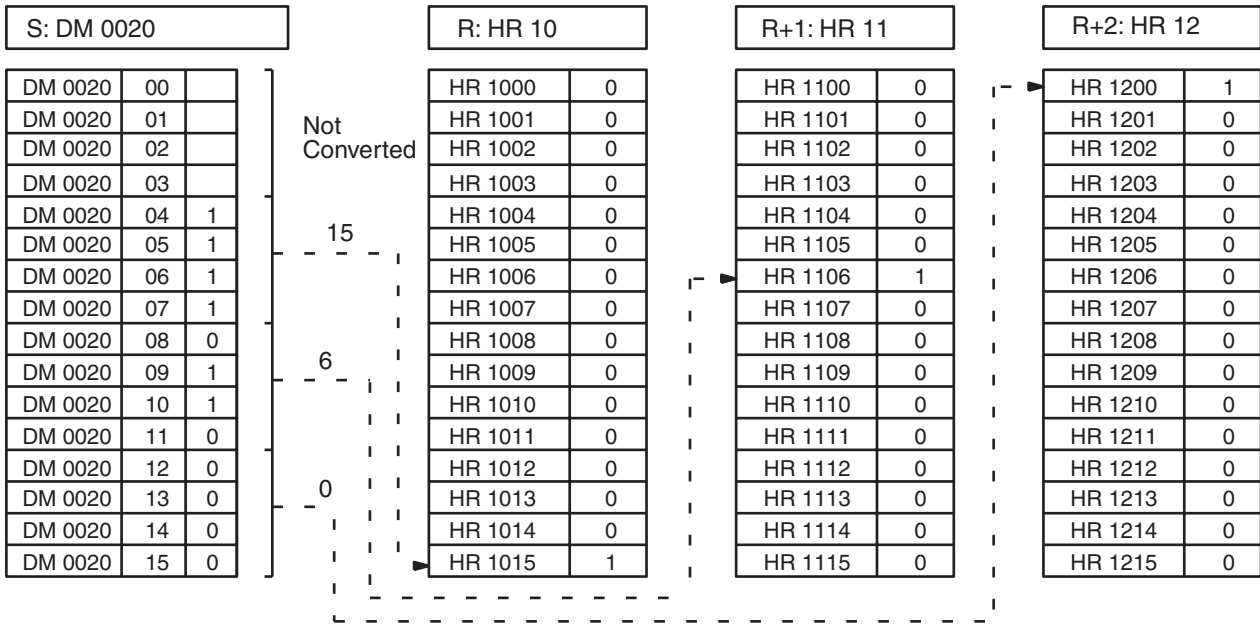 S: DM 0020
R: HR 10
R+1: HR 11
R+2: HR 12
DM 0020 00 HR 1000 0 HR 1100 0 HR 1200 1
DM 0020 01 HR 1001 0 HR 1101 0 HR 1201 0
Not
Converted
DM 0020 02 HR 1002 0 HR 1102 0 HR 1202 0
DM 0020 03 HR 1003 0 HR 1103 0 HR 1203 0
DM 0020 04 1 HR 1004 0 HR 1104 0 HR 1204 0
15
DM 0020 05 1 HR 1005 0 HR 1105 0 HR 1205 0
DM 0020 06 1 HR 1006 0 HR 1106 1 HR 1206 0
DM 0020 07 1 HR 1007 0 HR 1107 0 HR 1207 0
DM 0020 08 0 HR 1008 0 HR 1108 0 HR 1208 0
6
DM 0020 09 1 HR 1009 0 HR 1109 0 HR 1209 0
DM 0020 10 1 HR 1010 0 HR 1110 0 HR 1210 0
DM 0020 11 0 HR 1011 0 HR 1111 0 HR 1211 0
DM 0020 12 0 HR 1012 0 HR 1112 0 HR 1212 0
0
DM 0020 13 0 HR 1013 0 HR 1113 0 HR 1213 0
DM 0020 14 0 HR 1014 0 HR 1114 0 HR 1214 0
DM 0020 15 0 HR 1015 1 HR 1115 0 HR 1215 0